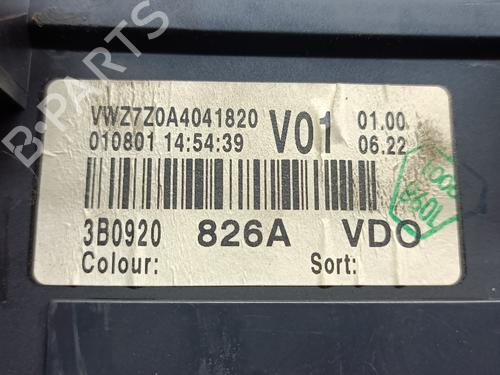 VWZ7Z0A4041820 V01 01.00
010801 14:54:39 06.22
3B0920 826A VDO
Colour: Sort:
B-PARTS